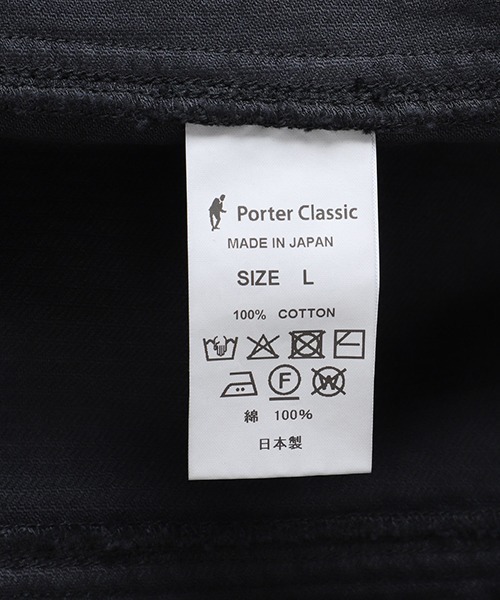 Porter Classic
MADE IN JAPAN
SIZE L
100% COTTON
F W
綿 100%
日本製